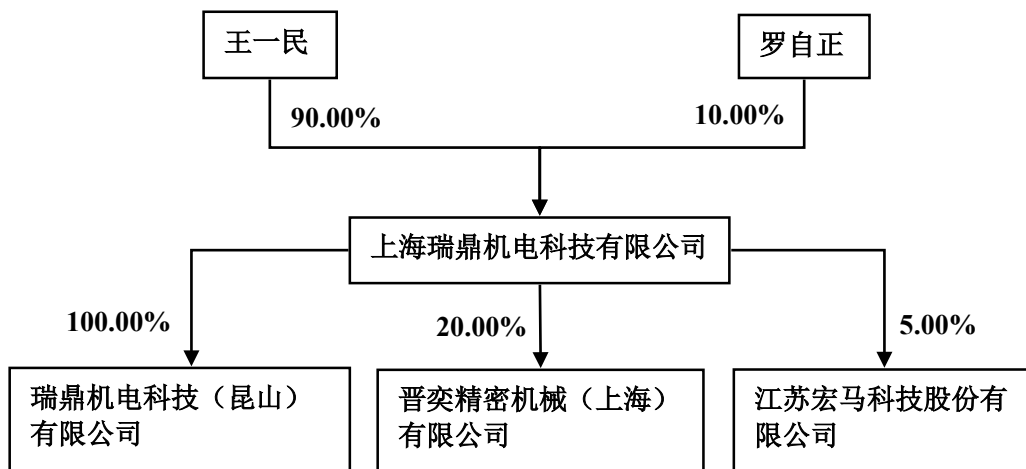 王一民
罗自正
90.00%
10.00%
上海瑞鼎机电科技有限公司
100.00%
20.00%
5.00%
瑞鼎机电科技（昆山）
有限公司
晋奕精密机械（上海）
有限公司
江苏宏马科技股份有
限公司